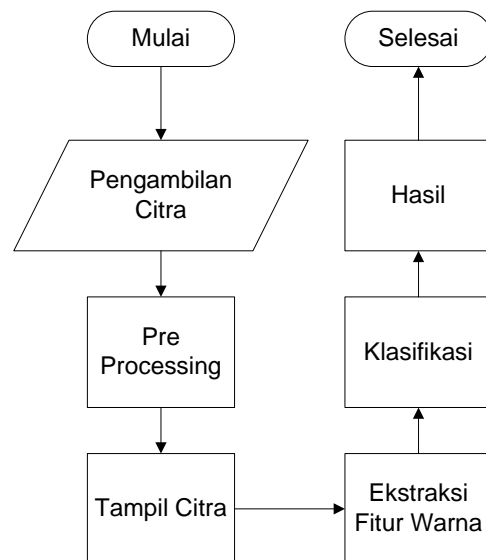 Mulai
Pengambilan
Citra
Pre
Processing
Tampil Citra
Ekstraksi
Fitur Warna
Klasifikasi
Hasil
Selesai